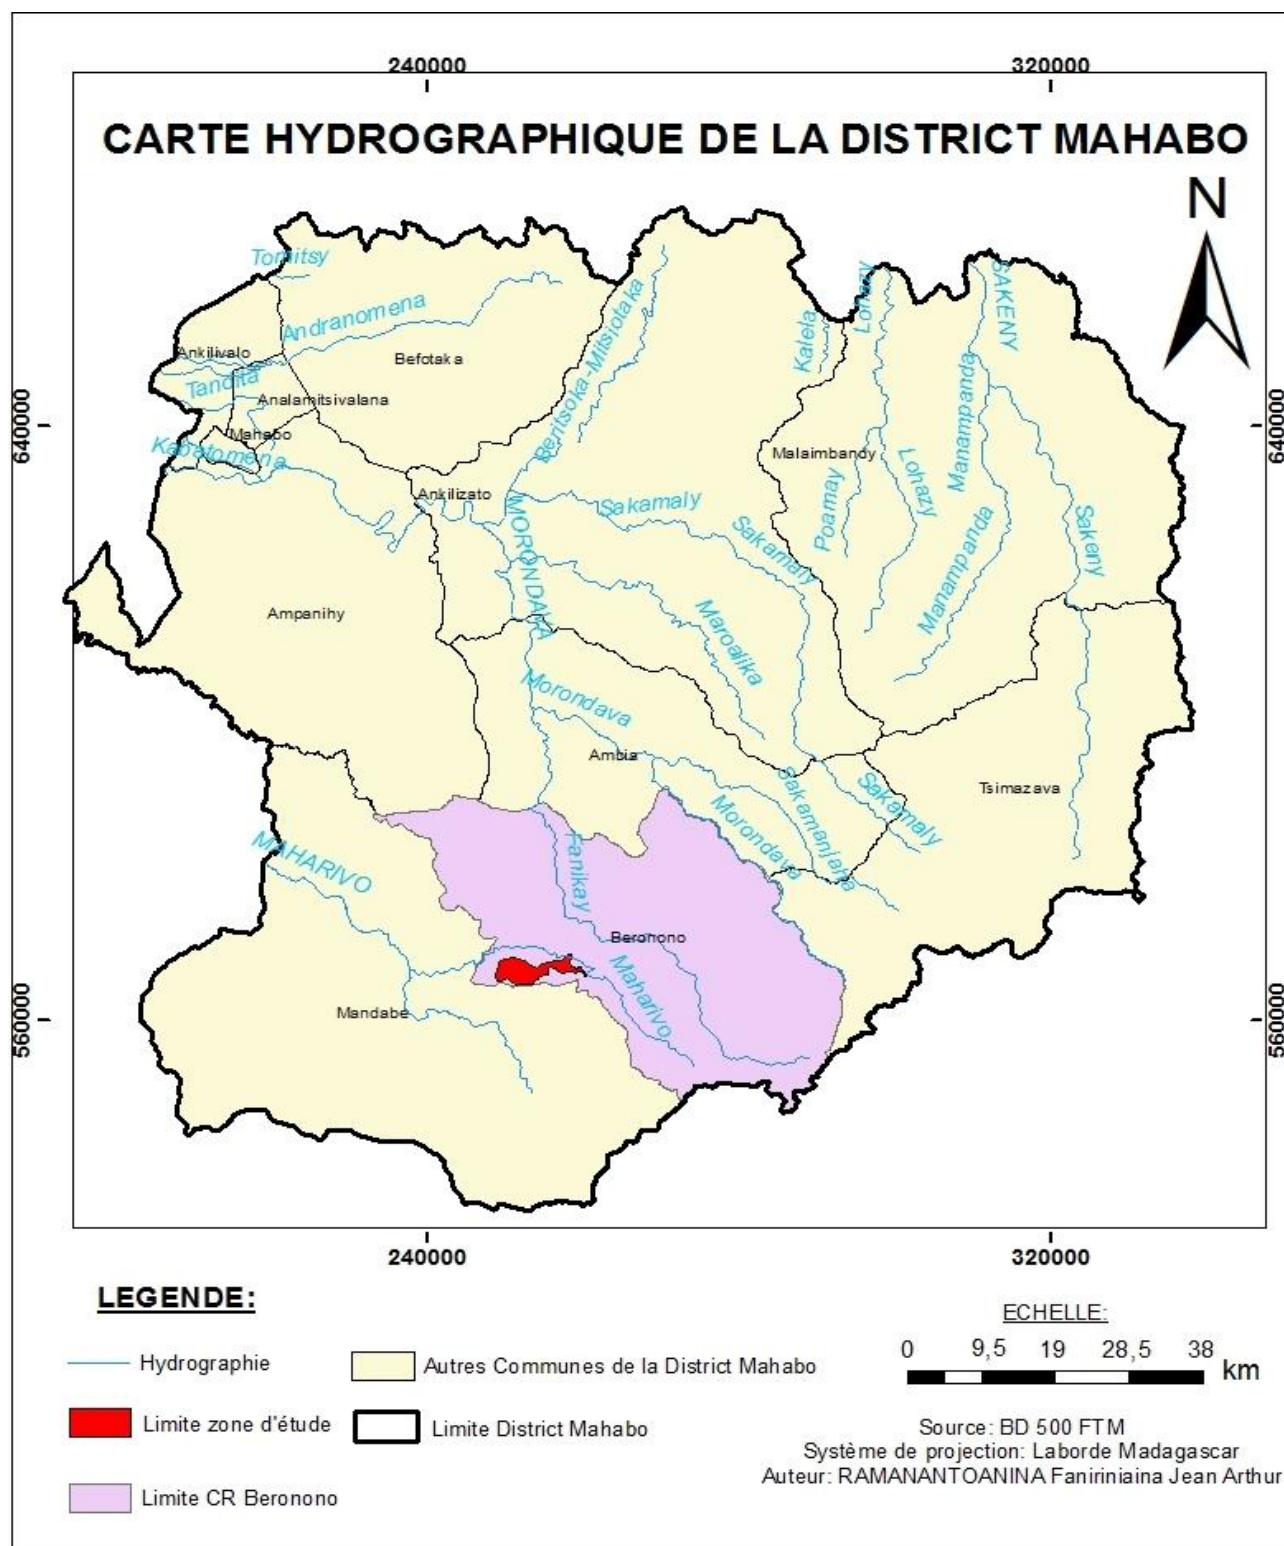 240000 320000
CARTE HYDROGRAPHIQUE DE LA DISTRICT MAHABO
N
Tomitsy
Lohazy
SAKENY
Andranomena
Beritsoka-Mitsiotaka
Kalela
Ankilivalo
Befotaka
Tandila
Manampanda
Analamitsivalana
640000
640000
Mahabo
Kabatomena
Malaimbandy
Lohazy
Ankilizato
Poamay
MORONDAVA
Sakamaly
Sakamaly
Manampanda
Sakeny
Ampanihy
Maroalika
Morondava
Ambia
Sakamanjana
Sakamaly
Tsimazava
Morondava
MAHARIVO
Fanikay
Beronono
Maharivo
Mandabe
560000
560000
240000 320000
LEGENDE:
Hydrographie
Autres Communes de la District Mahabo
Limite zone d'étude
Limite District Mahabo
Limite CR Beronono
ECHELLE:
0 9,5 19 28,5 38
km
Source: BD 500 FTM
Système de projection: Laborde Madagascar
Auteur: RAMANANTOANINA Faniriniaina Jean Arthur